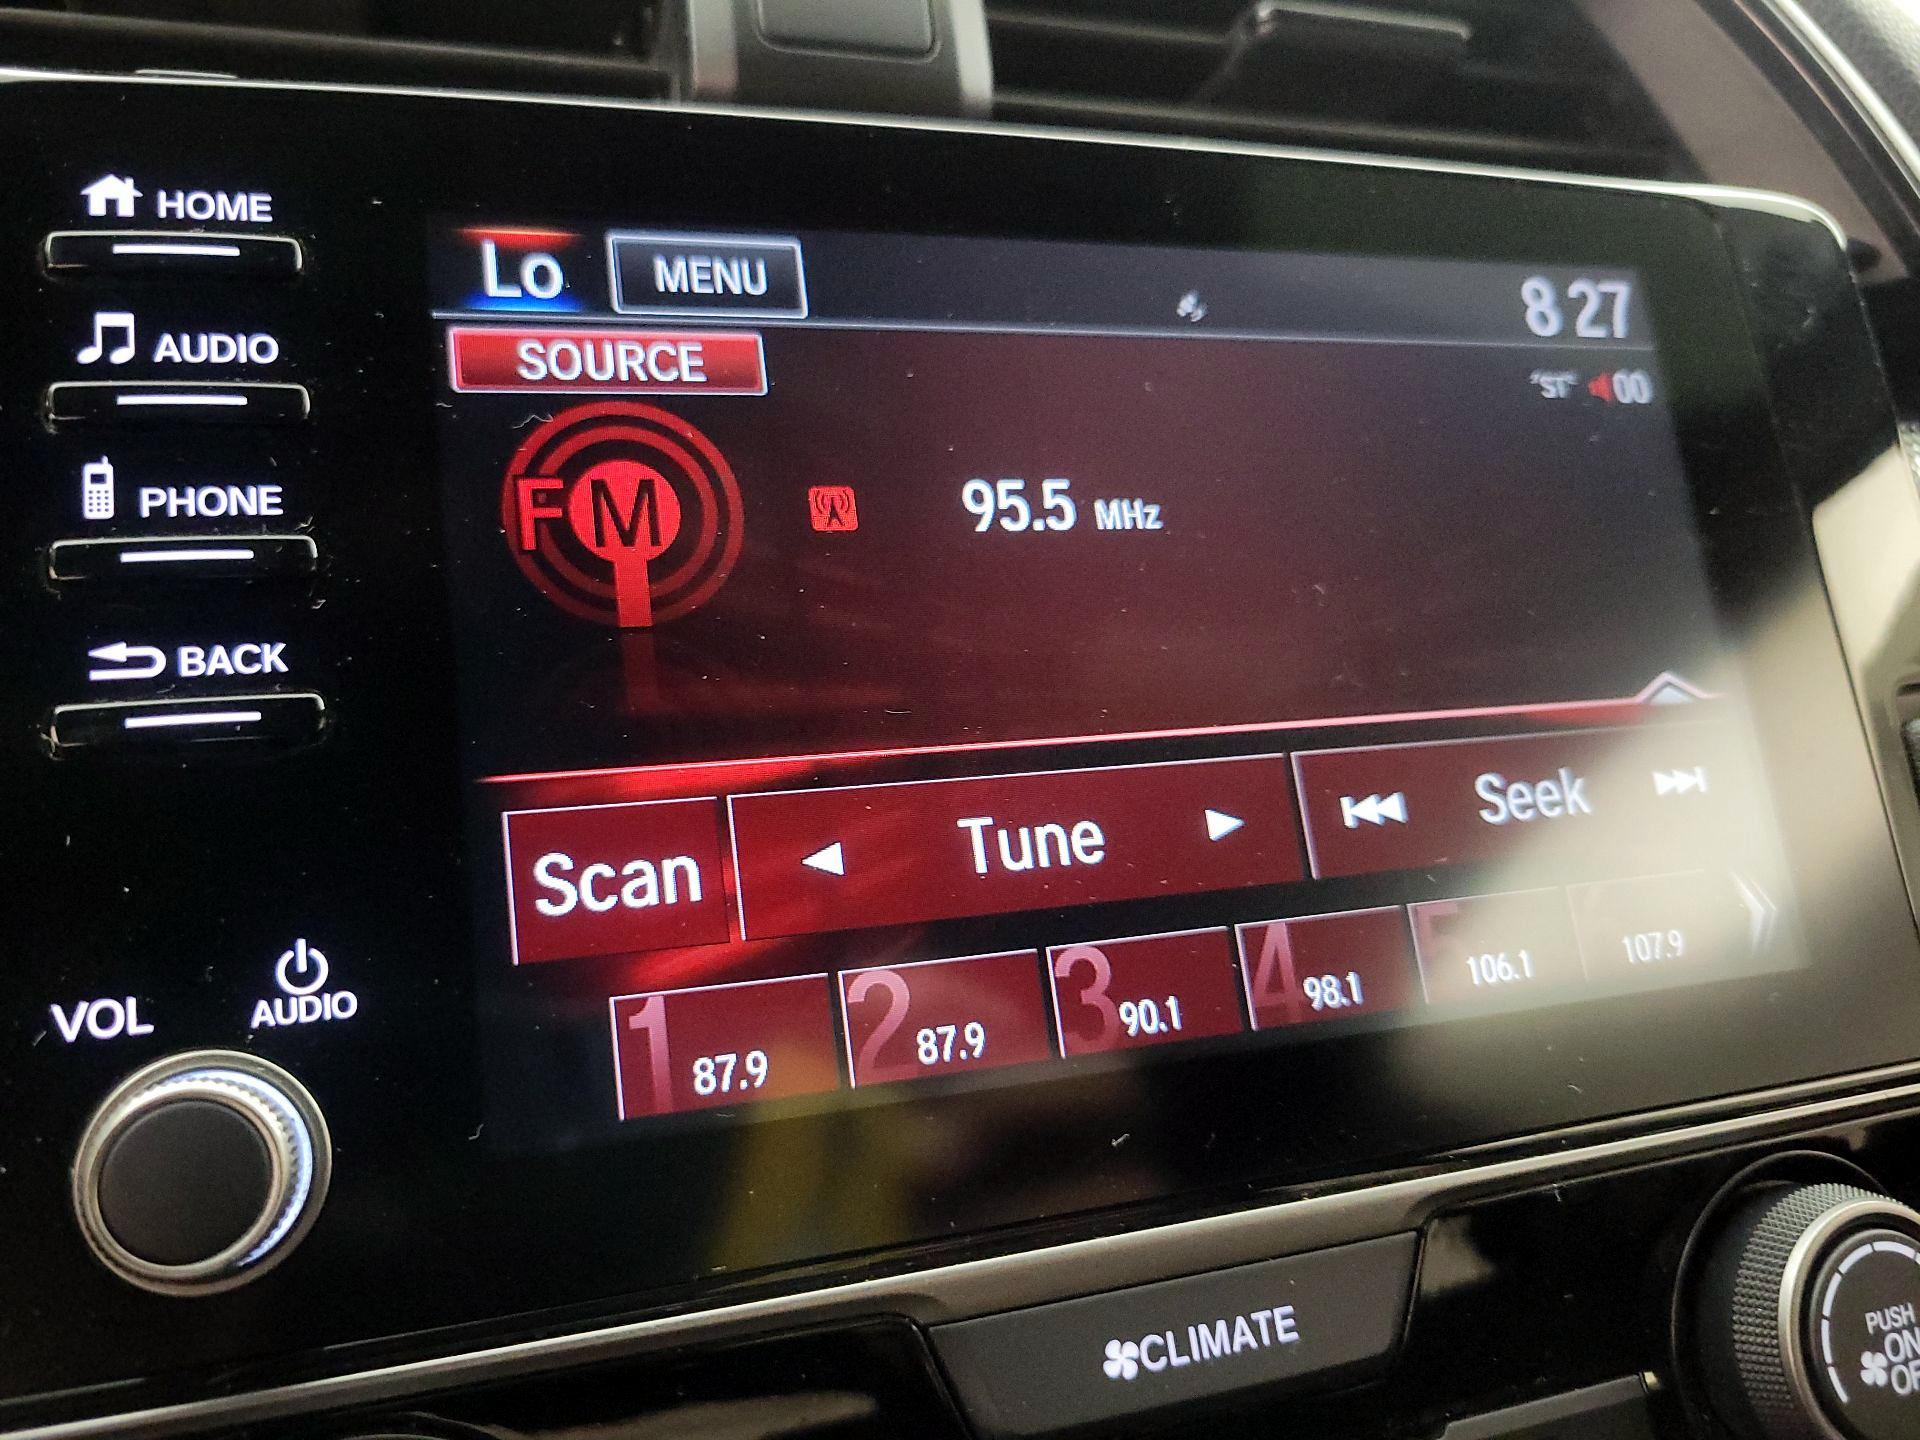 HOME
AUDIO
PHONE
BACK
VOL
AUDIO
Lo MENU 8 27
SOURCE
"ST" 00
FM 95.5 MHz
Scan Tune Seek
1 87.9 2 87.9 3 90.1 4 98.1 5 106.1 107.9
CLIMATE
PUSH
ON